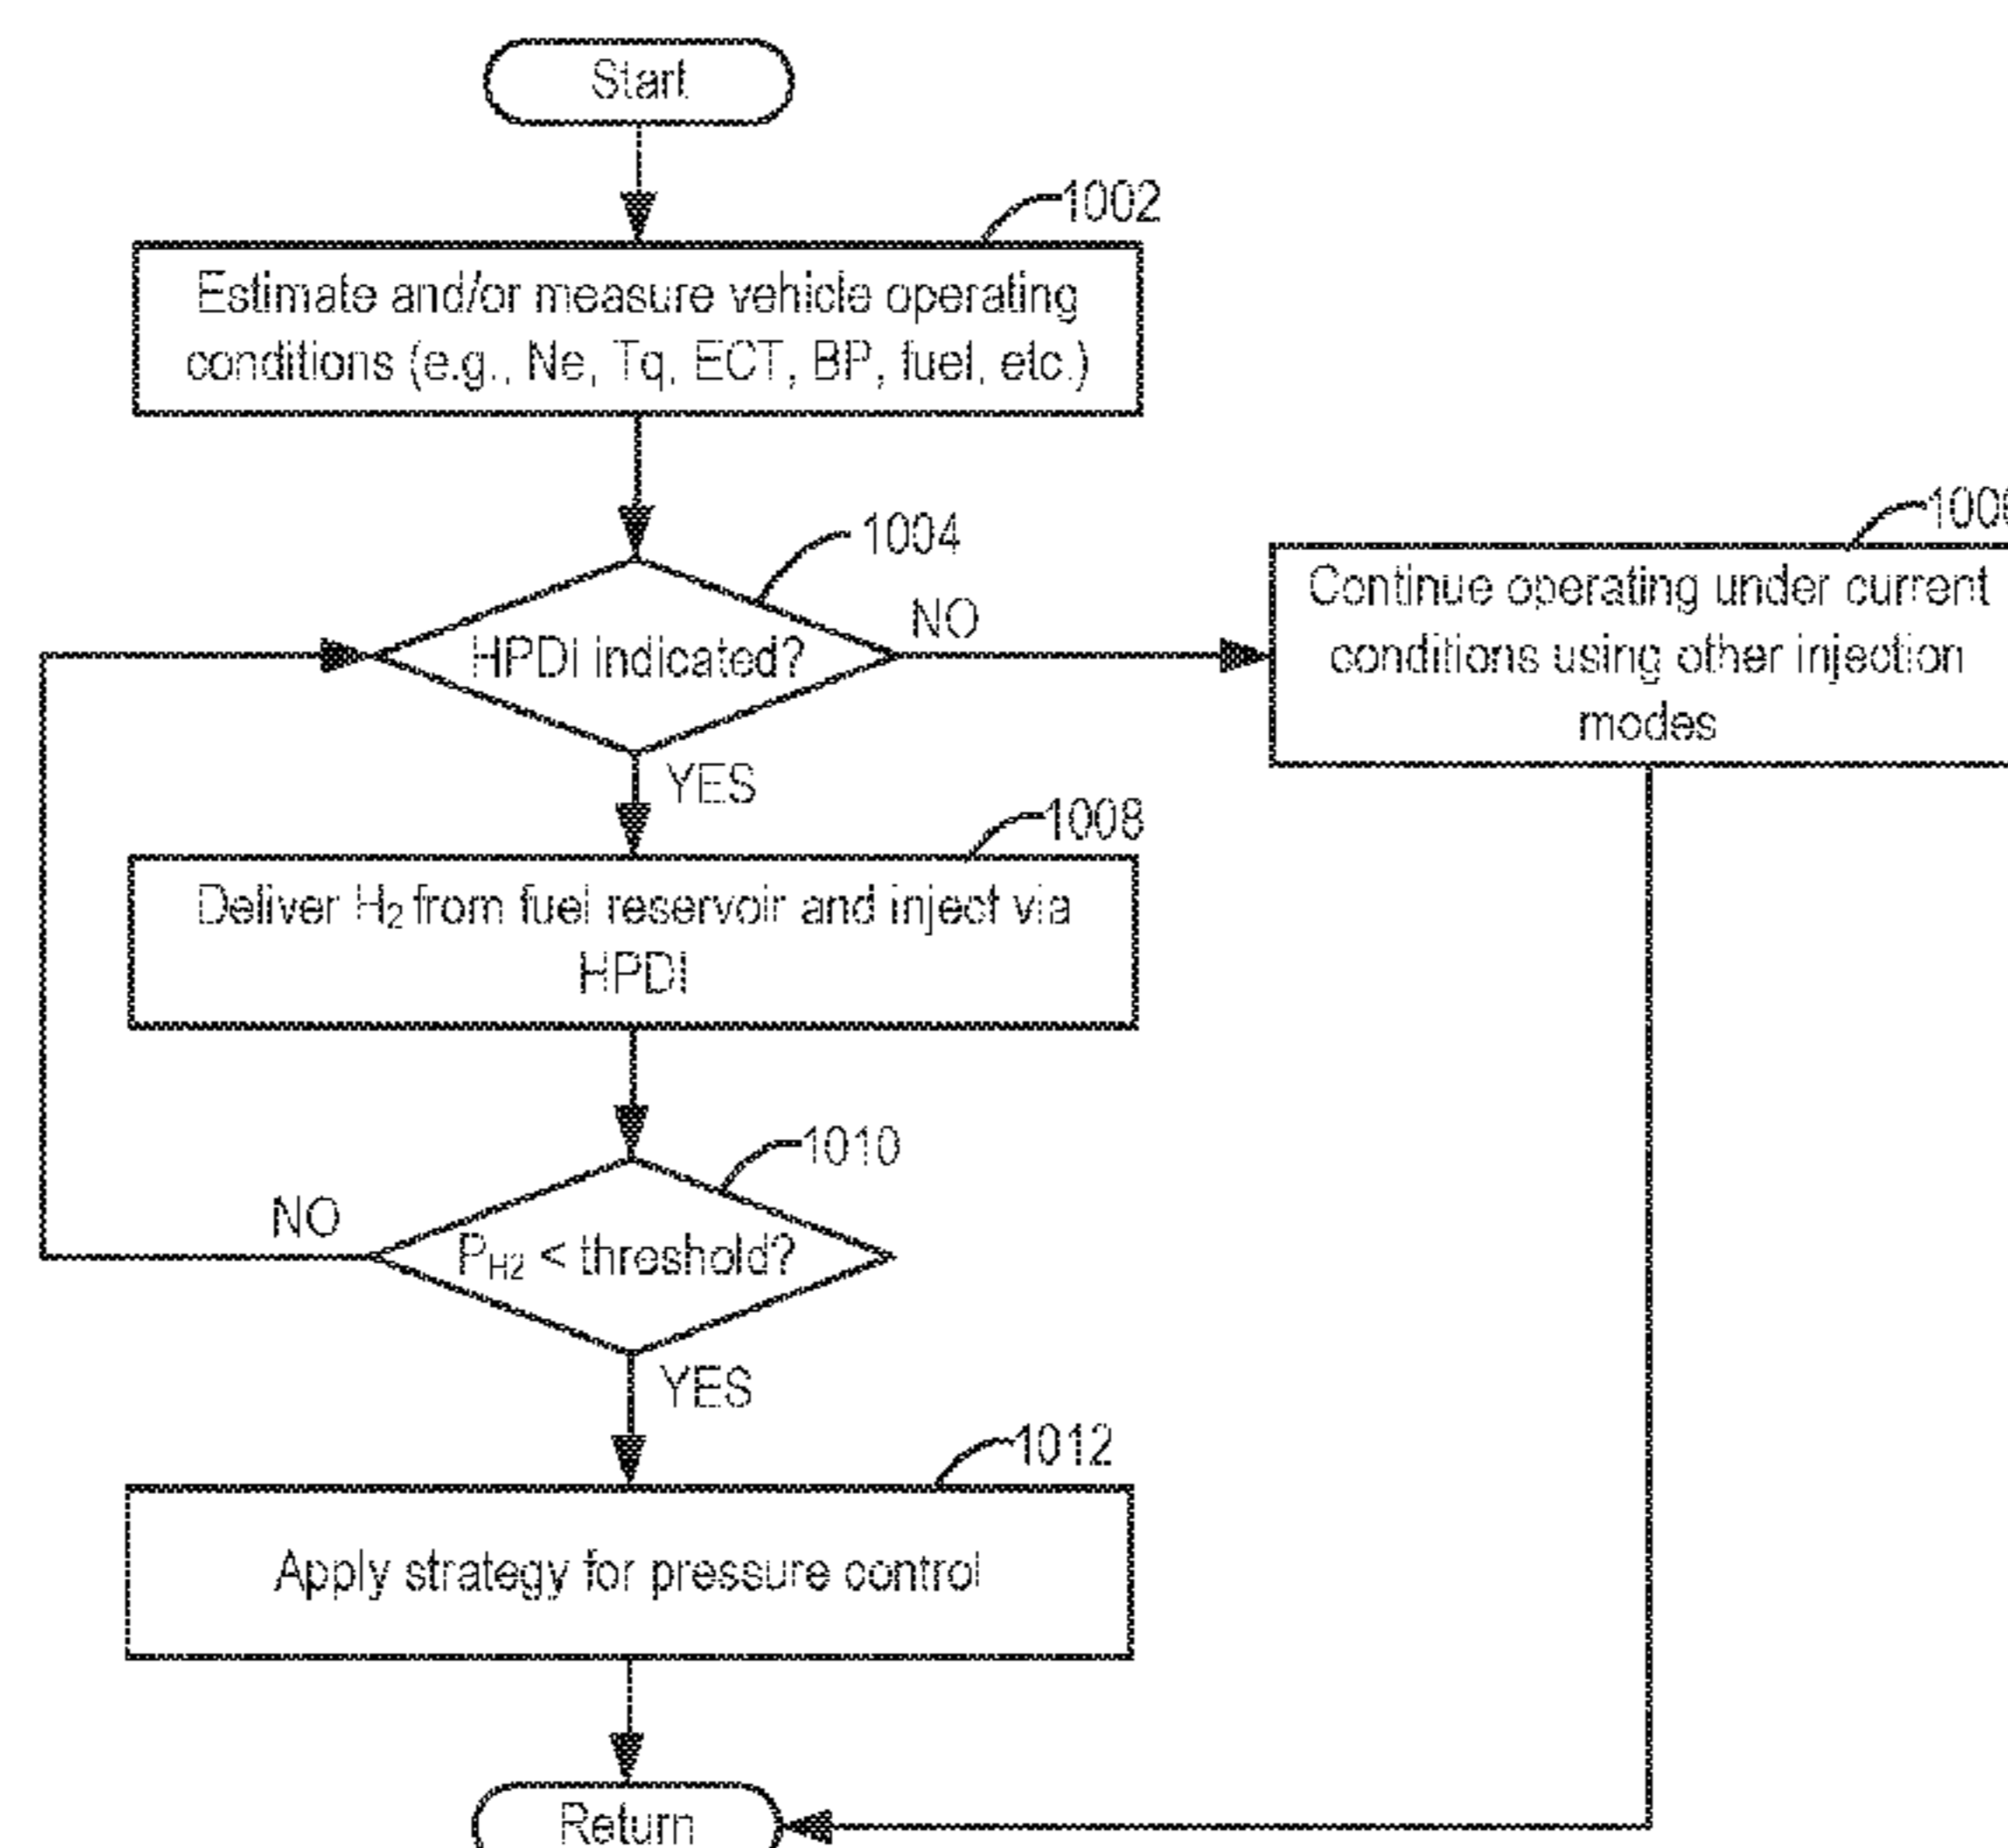 Start
1002
Estimate and/or measure vehicle operating
conditions (e.g., Ne, Tq, ECT, BP, fuel, etc.)
1004
HPDI indicated?
NO
Continue operating under current
conditions using other injection
modes
YES
1008
Deliver H₂ from fuel reservoir and inject via
HPDI
1010
NO
P_H2 < threshold?
YES
1012
Apply strategy for pressure control
Return